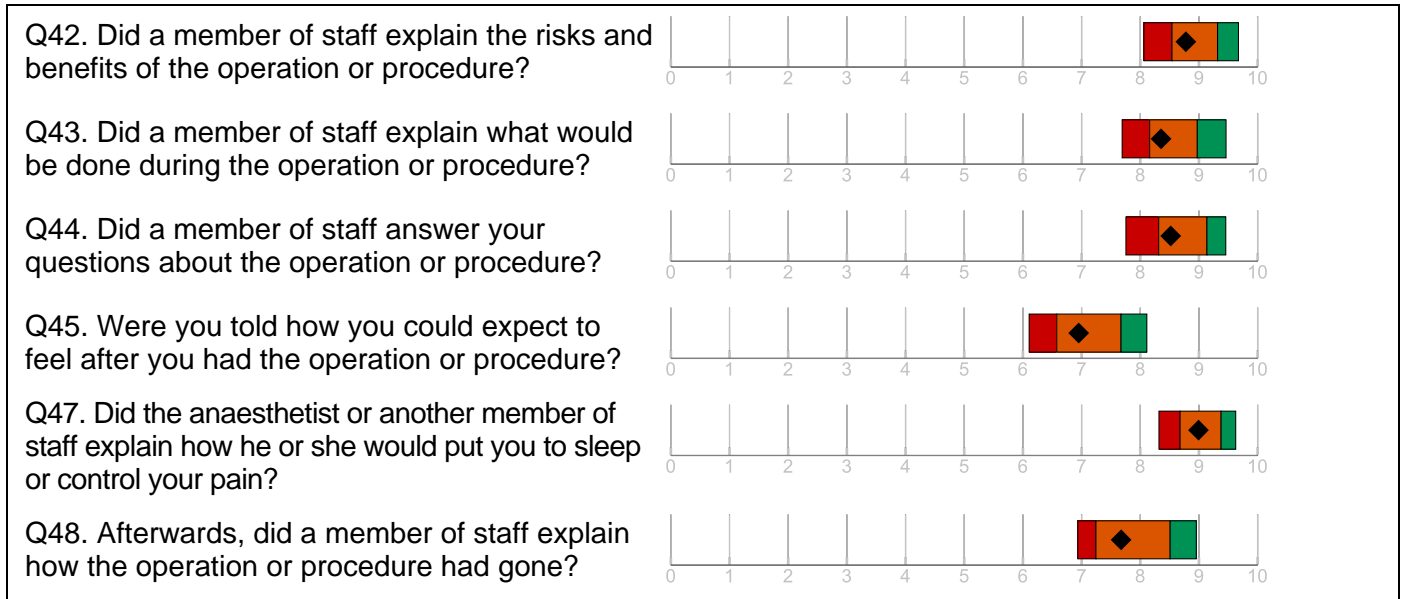 Q42. Did a member of staff explain the risks and
benefits of the operation or procedure?
0 1 2 3 4 5 6 7 8 9 10
Q43. Did a member of staff explain what would
be done during the operation or procedure?
0 1 2 3 4 5 6 7 8 9 10
Q44. Did a member of staff answer your
questions about the operation or procedure?
0 1 2 3 4 5 6 7 8 9 10
Q45. Were you told how you could expect to
feel after you had the operation or procedure?
0 1 2 3 4 5 6 7 8 9 10
Q47. Did the anaesthetist or another member of
staff explain how he or she would put you to sleep
or control your pain?
0 1 2 3 4 5 6 7 8 9 10
Q48. Afterwards, did a member of staff explain
how the operation or procedure had gone?
0 1 2 3 4 5 6 7 8 9 10